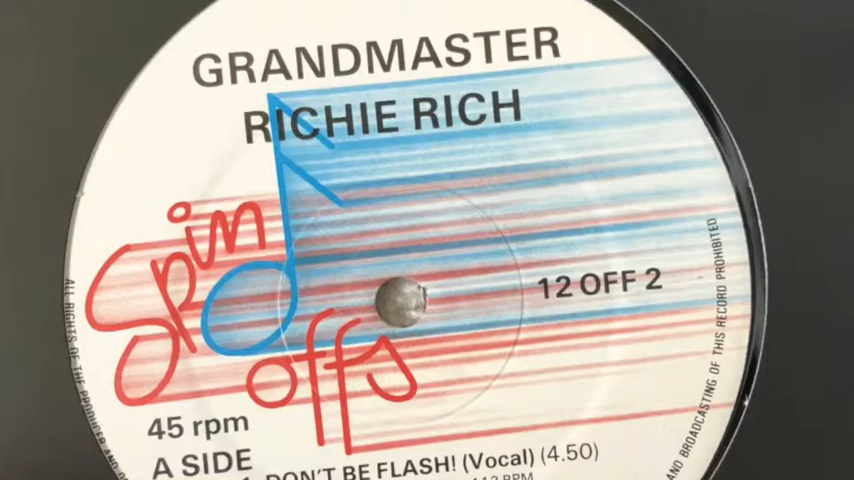 GRANDMASTER
RICHIE RICH
Spin
offs
12 OFF 2
45 rpm
A SIDE
DON'T BE FLASH! (Vocal) (4.50)
BPM
ALL RIGHTS OF THE PRODUCER AND
AND BROADCASTING OF THIS RECORD PROHIBITED